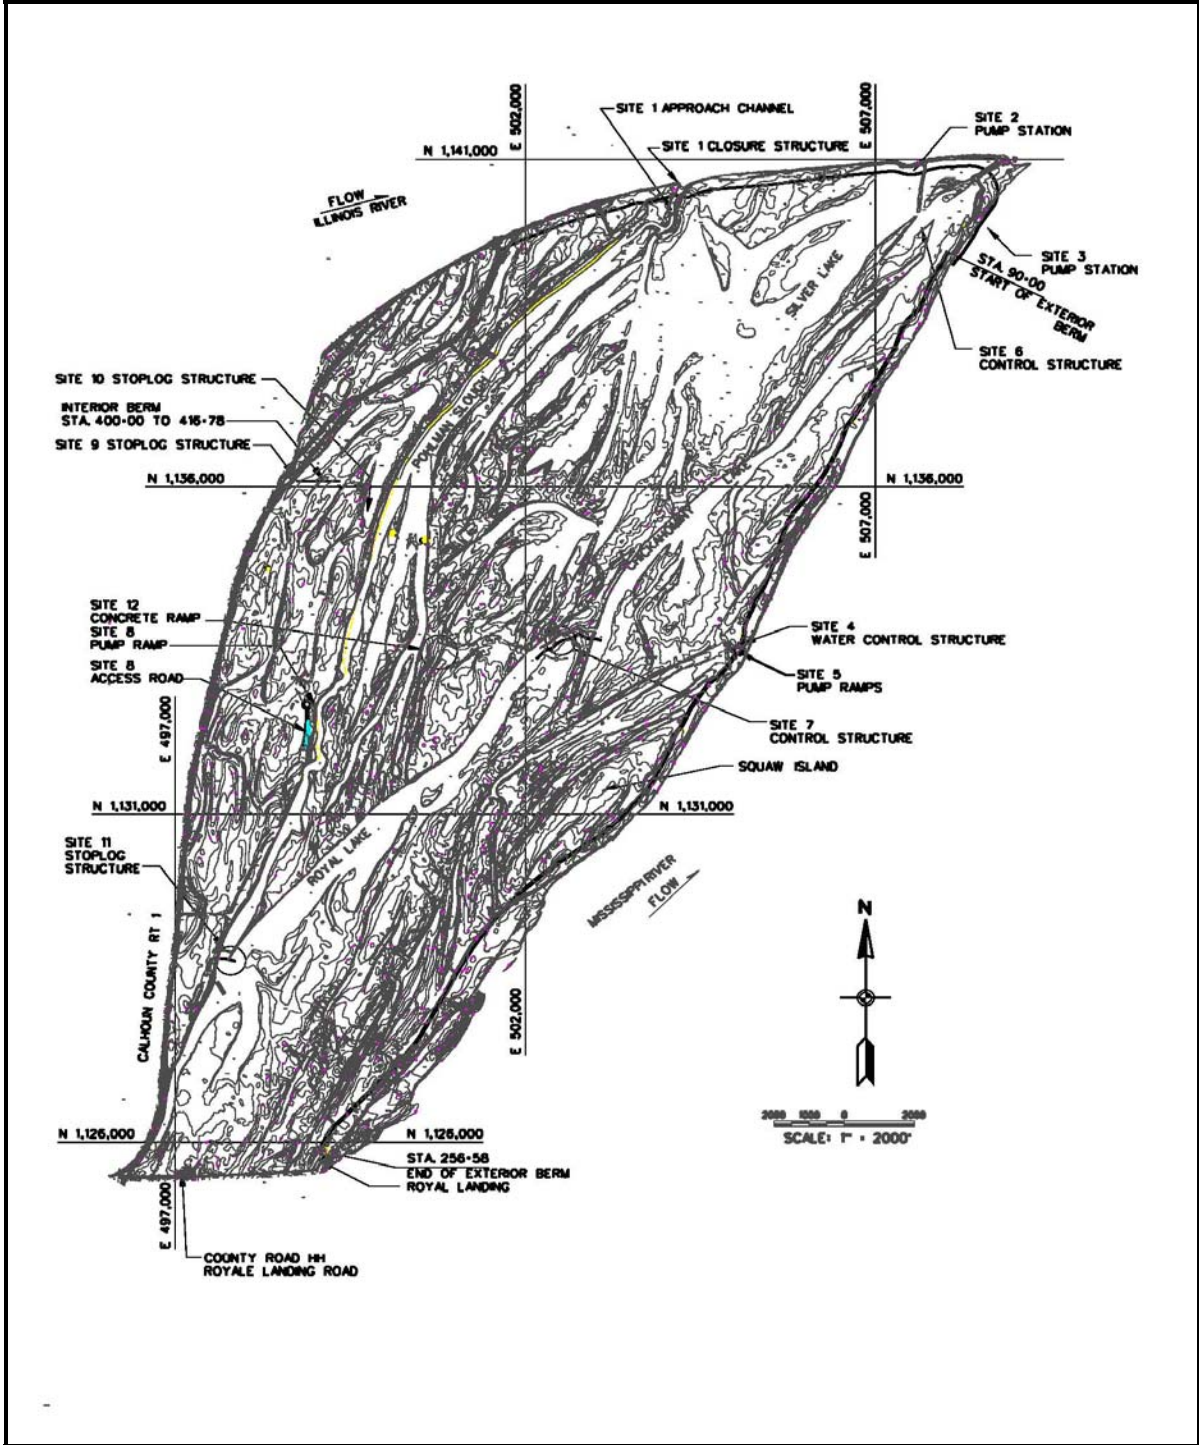 E 502,000
SITE 1 APPROACH CHANNEL
E 507,000
SITE 2
PUMP STATION
N 1,141,000
SITE 1 CLOSURE STRUCTURE
FLOW
ILLINOIS RIVER
SILVER LAKE
SITE 3
PUMP STATION
STA. 90+00
START OF EXTERIOR
BERM
SITE 6
CONTROL STRUCTURE
SITE 10 STOPLOG STRUCTURE
INTERIOR BERM
STA. 400+00 TO 416+78
SITE 9 STOPLOG STRUCTURE
POHLMAN SLOUGH
N 1,136,000
LAKE
N 1,136,000
E 507,000
SITE 12
CONCRETE RAMP
SITE 8
PUMP RAMP
SITE 8
ACCESS ROAD
SITE 4
WATER CONTROL STRUCTURE
SITE 5
PUMP RAMPS
E 497,000
SITE 7
CONTROL STRUCTURE
SQUAW ISLAND
N 1,131,000
N 1,131,000
SITE 11
STOPLOG
STRUCTURE
ROYAL LAKE
MISSISSIPPI RIVER
FLOW
N
CALHOUN COUNTY RT 1
E 502,000
2000 1000 0 2000
SCALE: 1" = 2000'
N 1,126,000
N 1,126,000
STA. 256+58
END OF EXTERIOR BERM
ROYAL LANDING
E 497,000
COUNTY ROAD HH
ROYALE LANDING ROAD